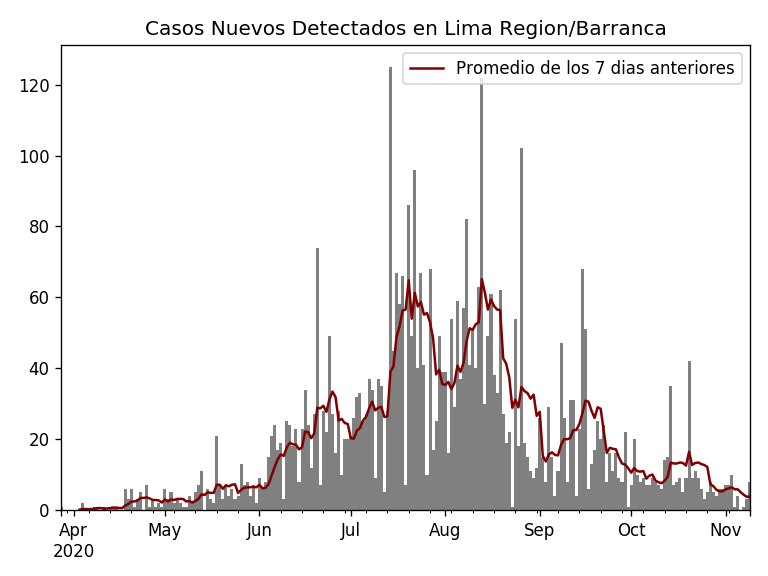 Casos Nuevos Detectados en Lima Region/Barranca
Promedio de los 7 dias anteriores
120
100
80
60
40
20
0
Apr May Jun Jul Aug Sep Oct Nov
2020